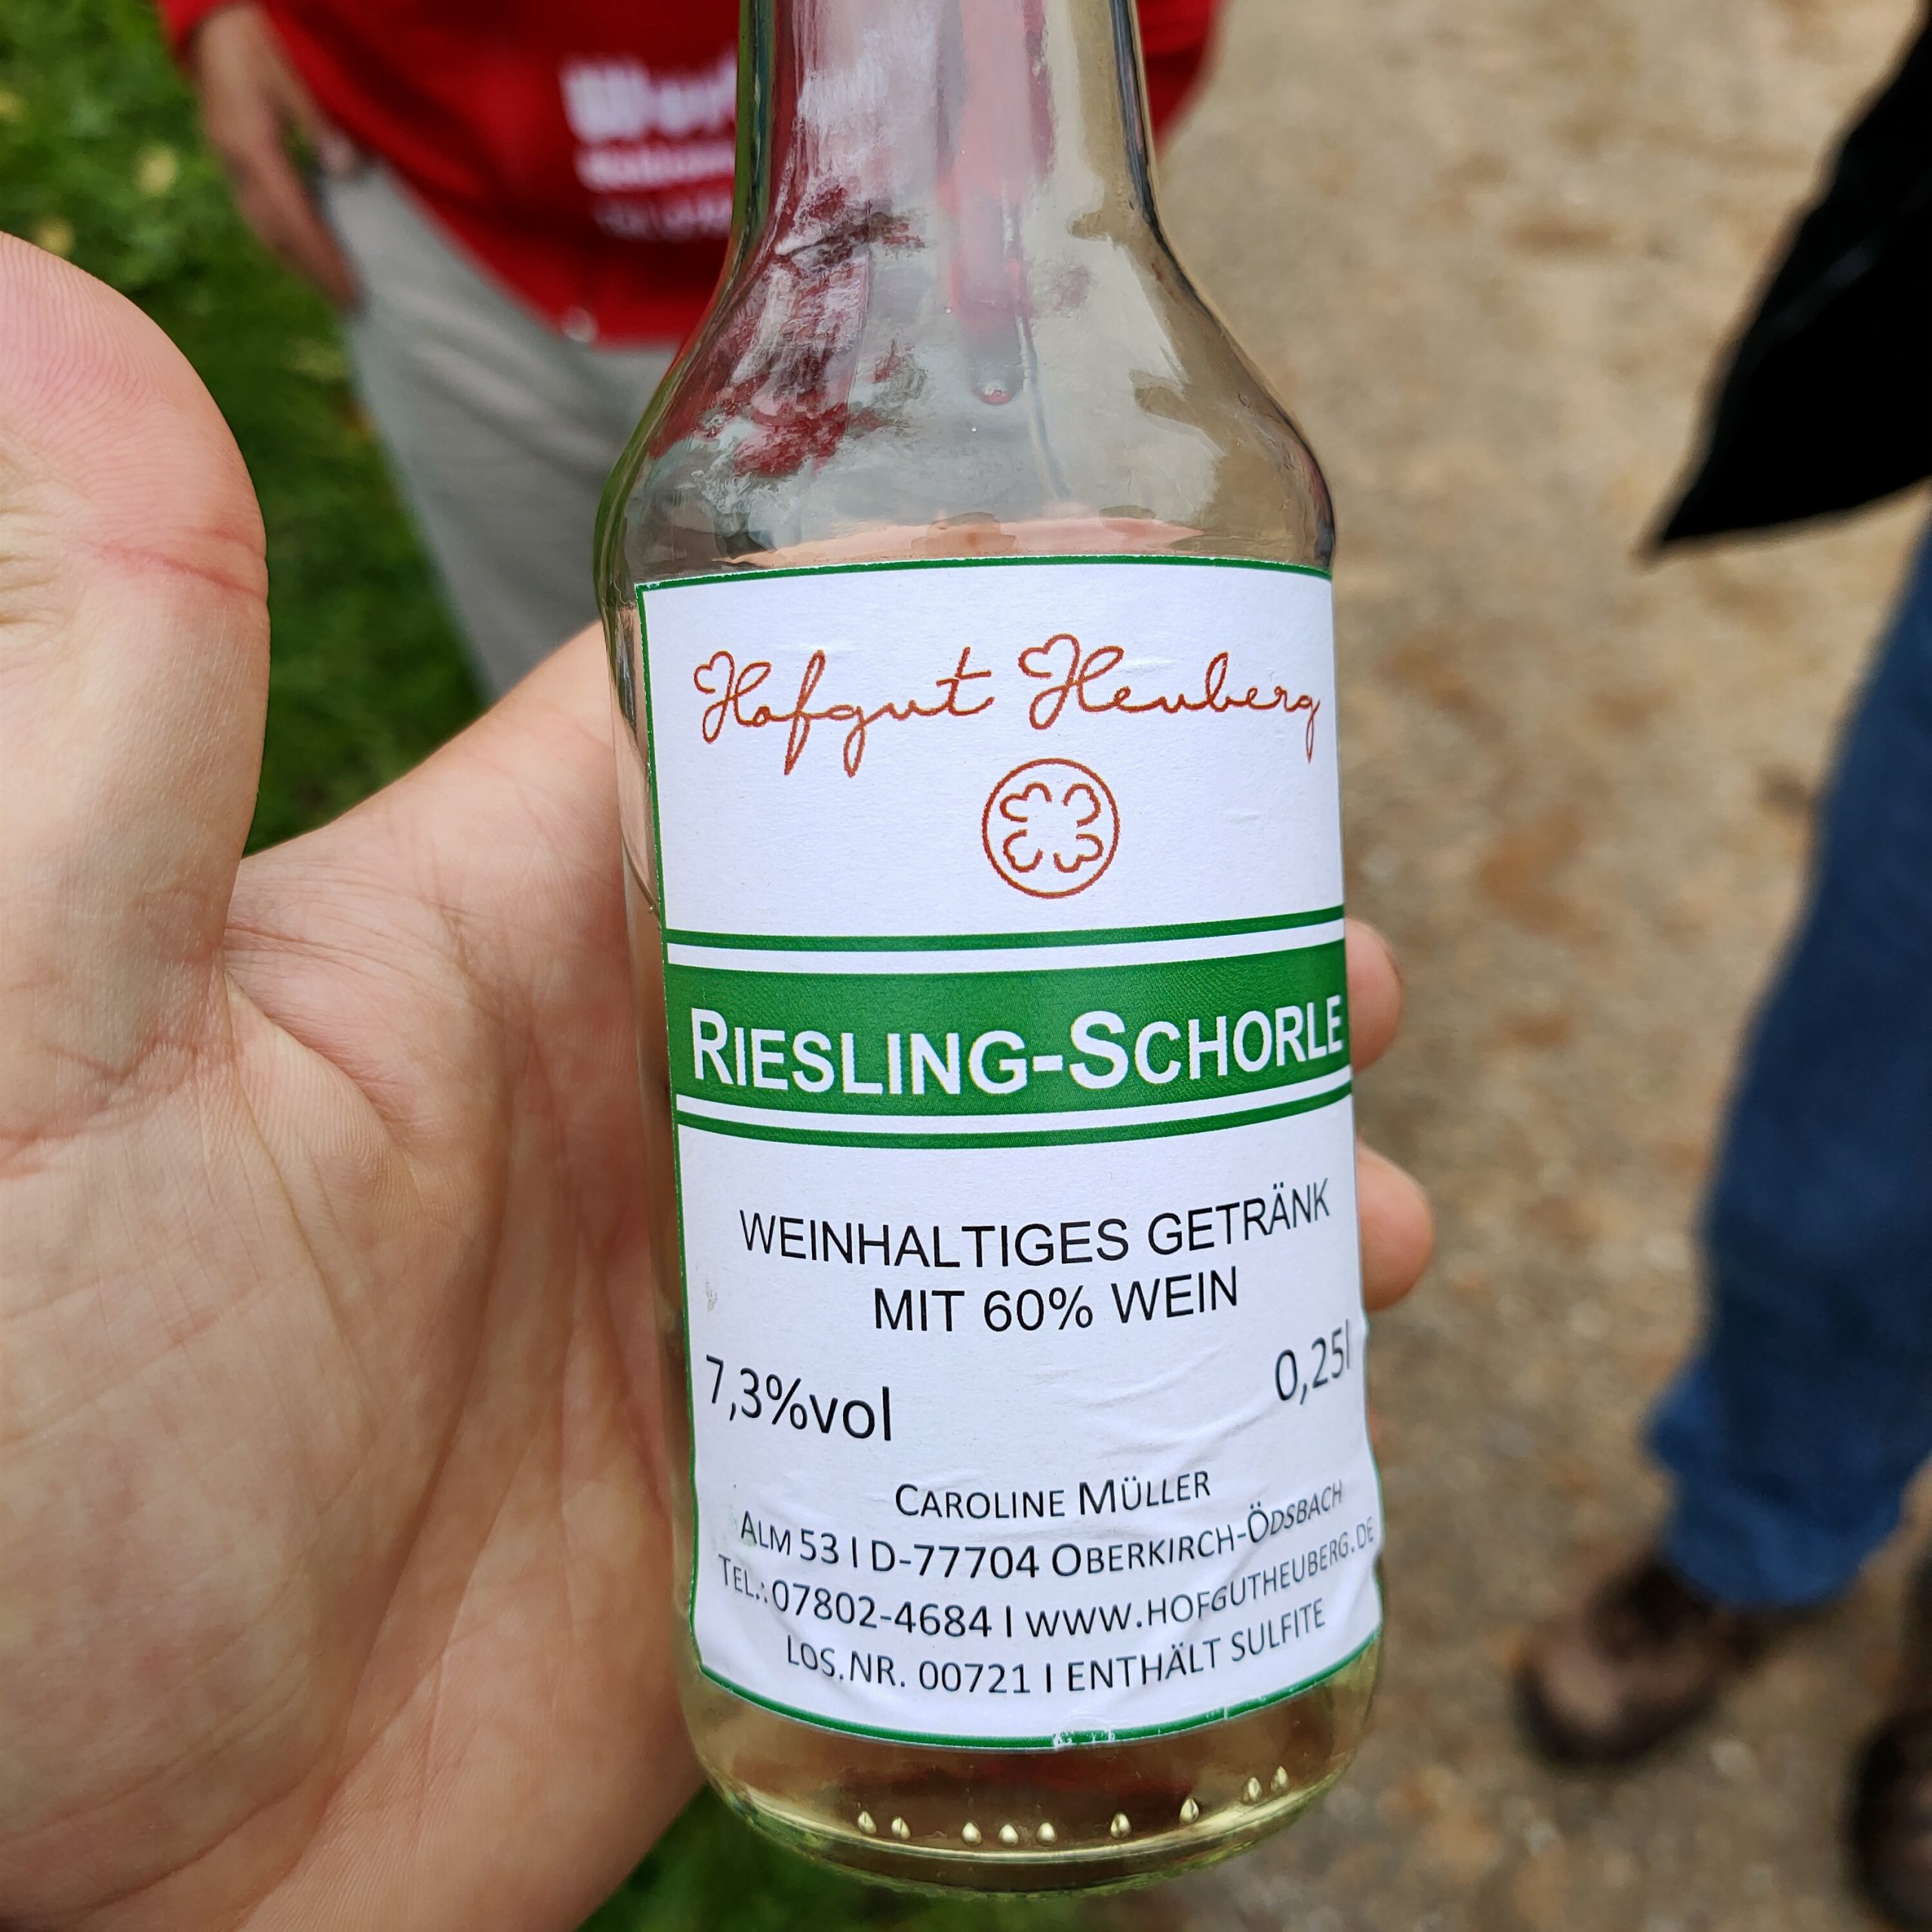 Hofgut Heuberg
RIESLING-SCHORLE
WEINHALTIGES GETRÄNK
MIT 60% WEIN
7,3%vol 0,25l
CAROLINE MÜLLER
ALM 53 I D-77704 OBERKIRCH-ÖDSBACH
TEL.: 07802-4684 I WWW.HOFGUTHEUBERG.DE
LOS.NR. 00721 I ENTHÄLT SULFITE